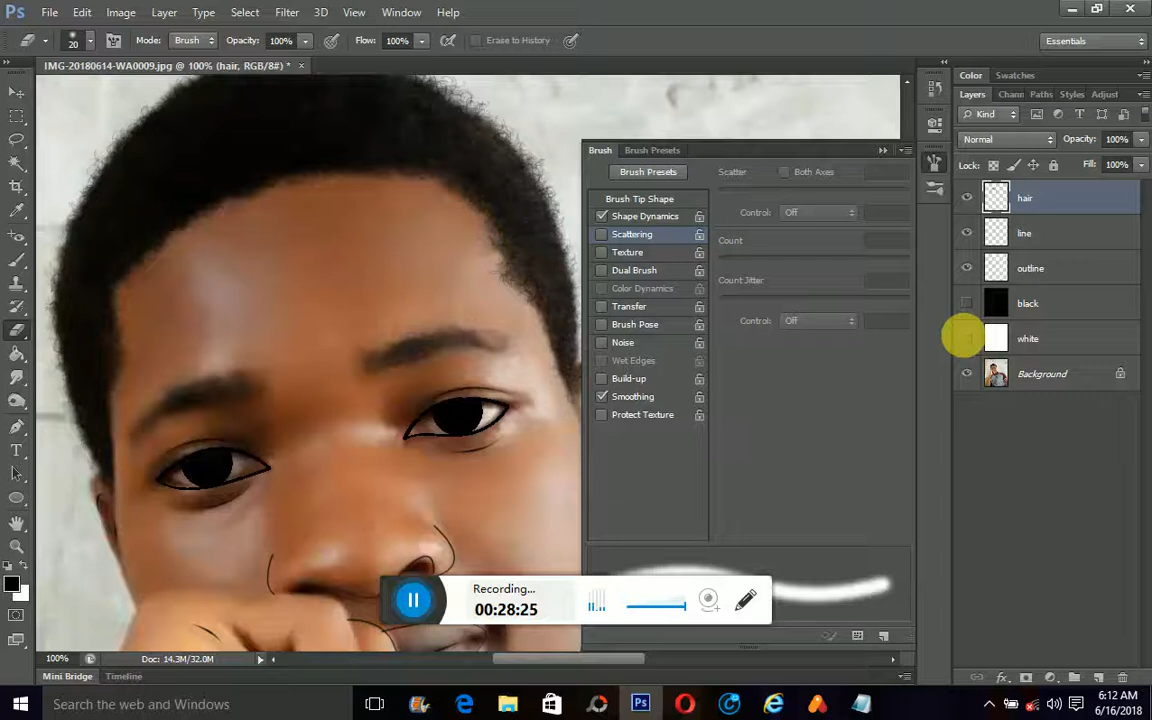 Ps File Edit Image Layer Type Select Filter 3D View Window Help
20 Mode: Brush Opacity: 100% Flow: 100% Erase to History Essentials
IMG-20180614-WA0009.jpg @ 100% (hair, RGB/8#) * ×
Color Swatches
Layers Chann Paths Styles Adjust
Kind
Normal Opacity: 100%
Lock: Fill: 100%
hair
line
outline
black
white
Background
Brush Brush Presets
Brush Presets Scatter Both Axes
Brush Tip Shape
Shape Dynamics Control: Off
Scattering Count
Texture
Dual Brush Count Jitter
Color Dynamics
Transfer Control: Off
Brush Pose
Noise
Wet Edges
Build-up
Smoothing
Protect Texture
Recording...
00:28:25
100% Doc: 14.3M/32.0M
Mini Bridge Timeline
Search the web and Windows Ps 6:12 AM
6/16/2018